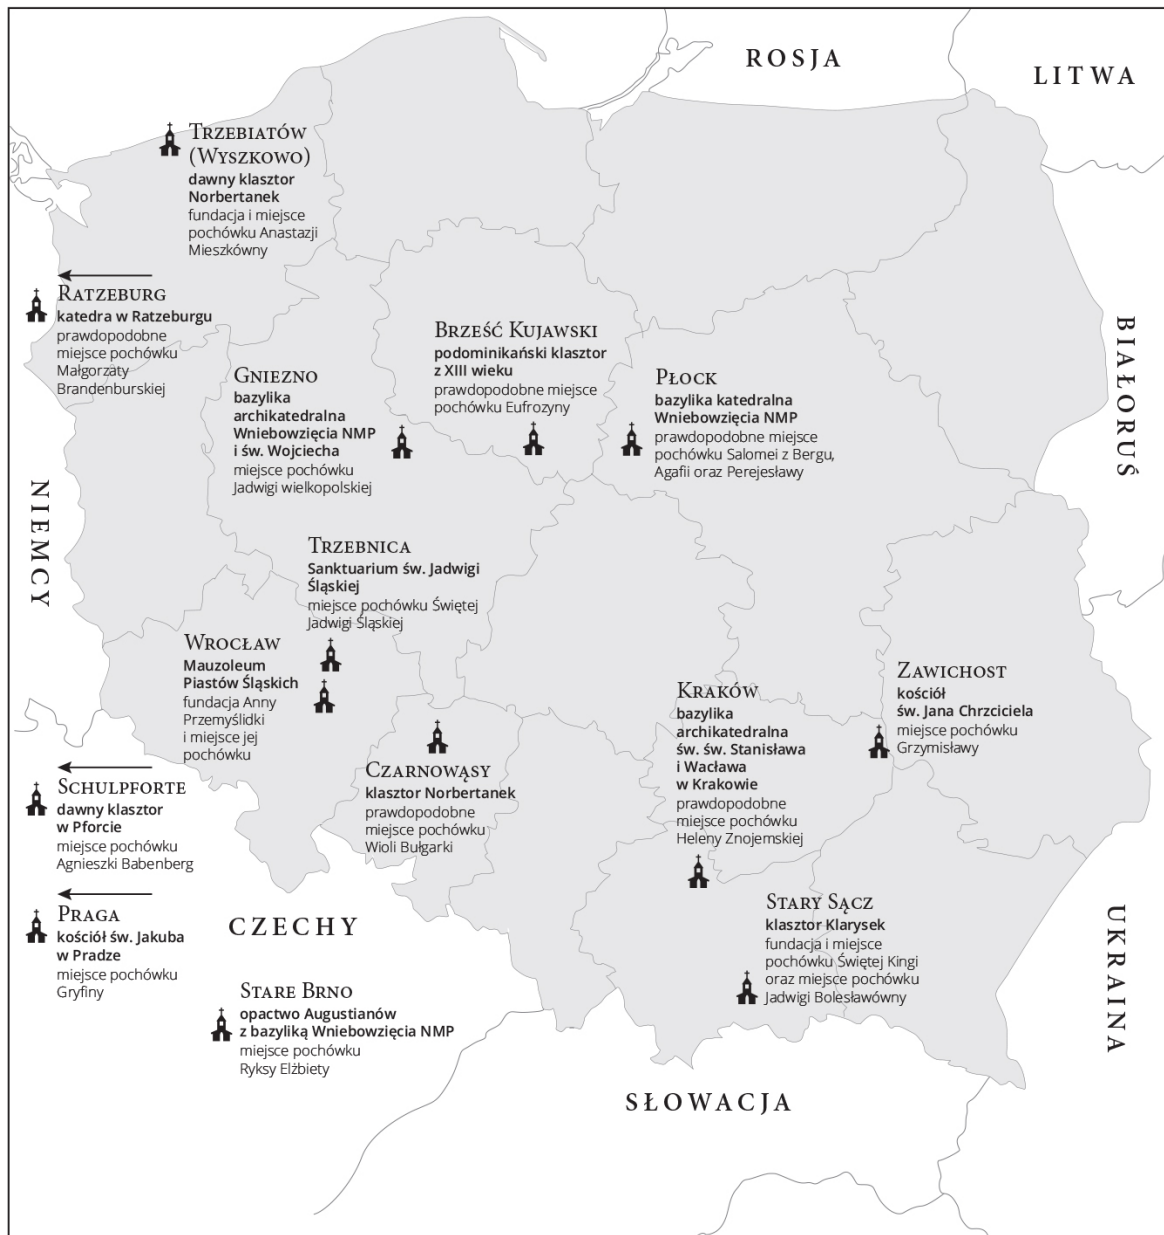 ROSJA
LITWA
TRZEBIATÓW
(WYSZKOWO)
dawny klasztor
Norbertanek
fundacja i miejsce
pochówku Anastazji
Mieszkówny
RATZEBURG
katedra w Ratzeburgu
prawdopodobne
miejsce pochówku
Małgorzaty
Brandenburskiej
GNIEZNO
bazylika
archikatedralna
Wniebowzięcia NMP
i św. Wojciecha
miejsce pochówku
Jadwigi wielkopolskiej
BRZEŚĆ KUJAWSKI
podominikański klasztor
z XIII wieku
prawdopodobne miejsce
pochówku Eufrozyny
PŁOCK
bazylika katedralna
Wniebowzięcia NMP
prawdopodobne miejsce
pochówku Salomei z Bergu,
Agafii oraz Perejesławy
BIAŁORUŚ
NIEMCY
TRZEBNICA
Sanktuarium św. Jadwigi
Śląskiej
miejsce pochówku Świętej
Jadwigi Śląskiej
WROCŁAW
Mauzoleum
Piastów Śląskich
fundacja Anny
Przemyślidki
i miejsce jej
pochówku
KRAKÓW
bazylika
archikatedralna
św. św. Stanisława
i Wacława
w Krakowie
prawdopodobne
miejsce pochówku
Heleny Znojemskiej
ZAWICHOST
kościół
św. Jana Chrzciciela
miejsce pochówku
Grzymisławy
CZARNOWĄSY
klasztor Norbertanek
prawdopodobne
miejsce pochówku
Wioli Bułgarki
SCHULPFORTE
dawny klasztor
w Pforcie
miejsce pochówku
Agnieszki Babenberg
PRAGA
kościół św. Jakuba
w Pradze
miejsce pochówku
Gryfiny
CZECHY
STARY SĄCZ
klasztor Klarysek
fundacja i miejsce
pochówku Świętej Kingi
oraz miejsce pochówku
Jadwigi Bolesławówny
UKRAINA
STARE BRNO
opactwo Augustianów
z bazyliką Wniebowzięcia NMP
miejsce pochówku
Ryksy Elżbiety
SŁOWACJA